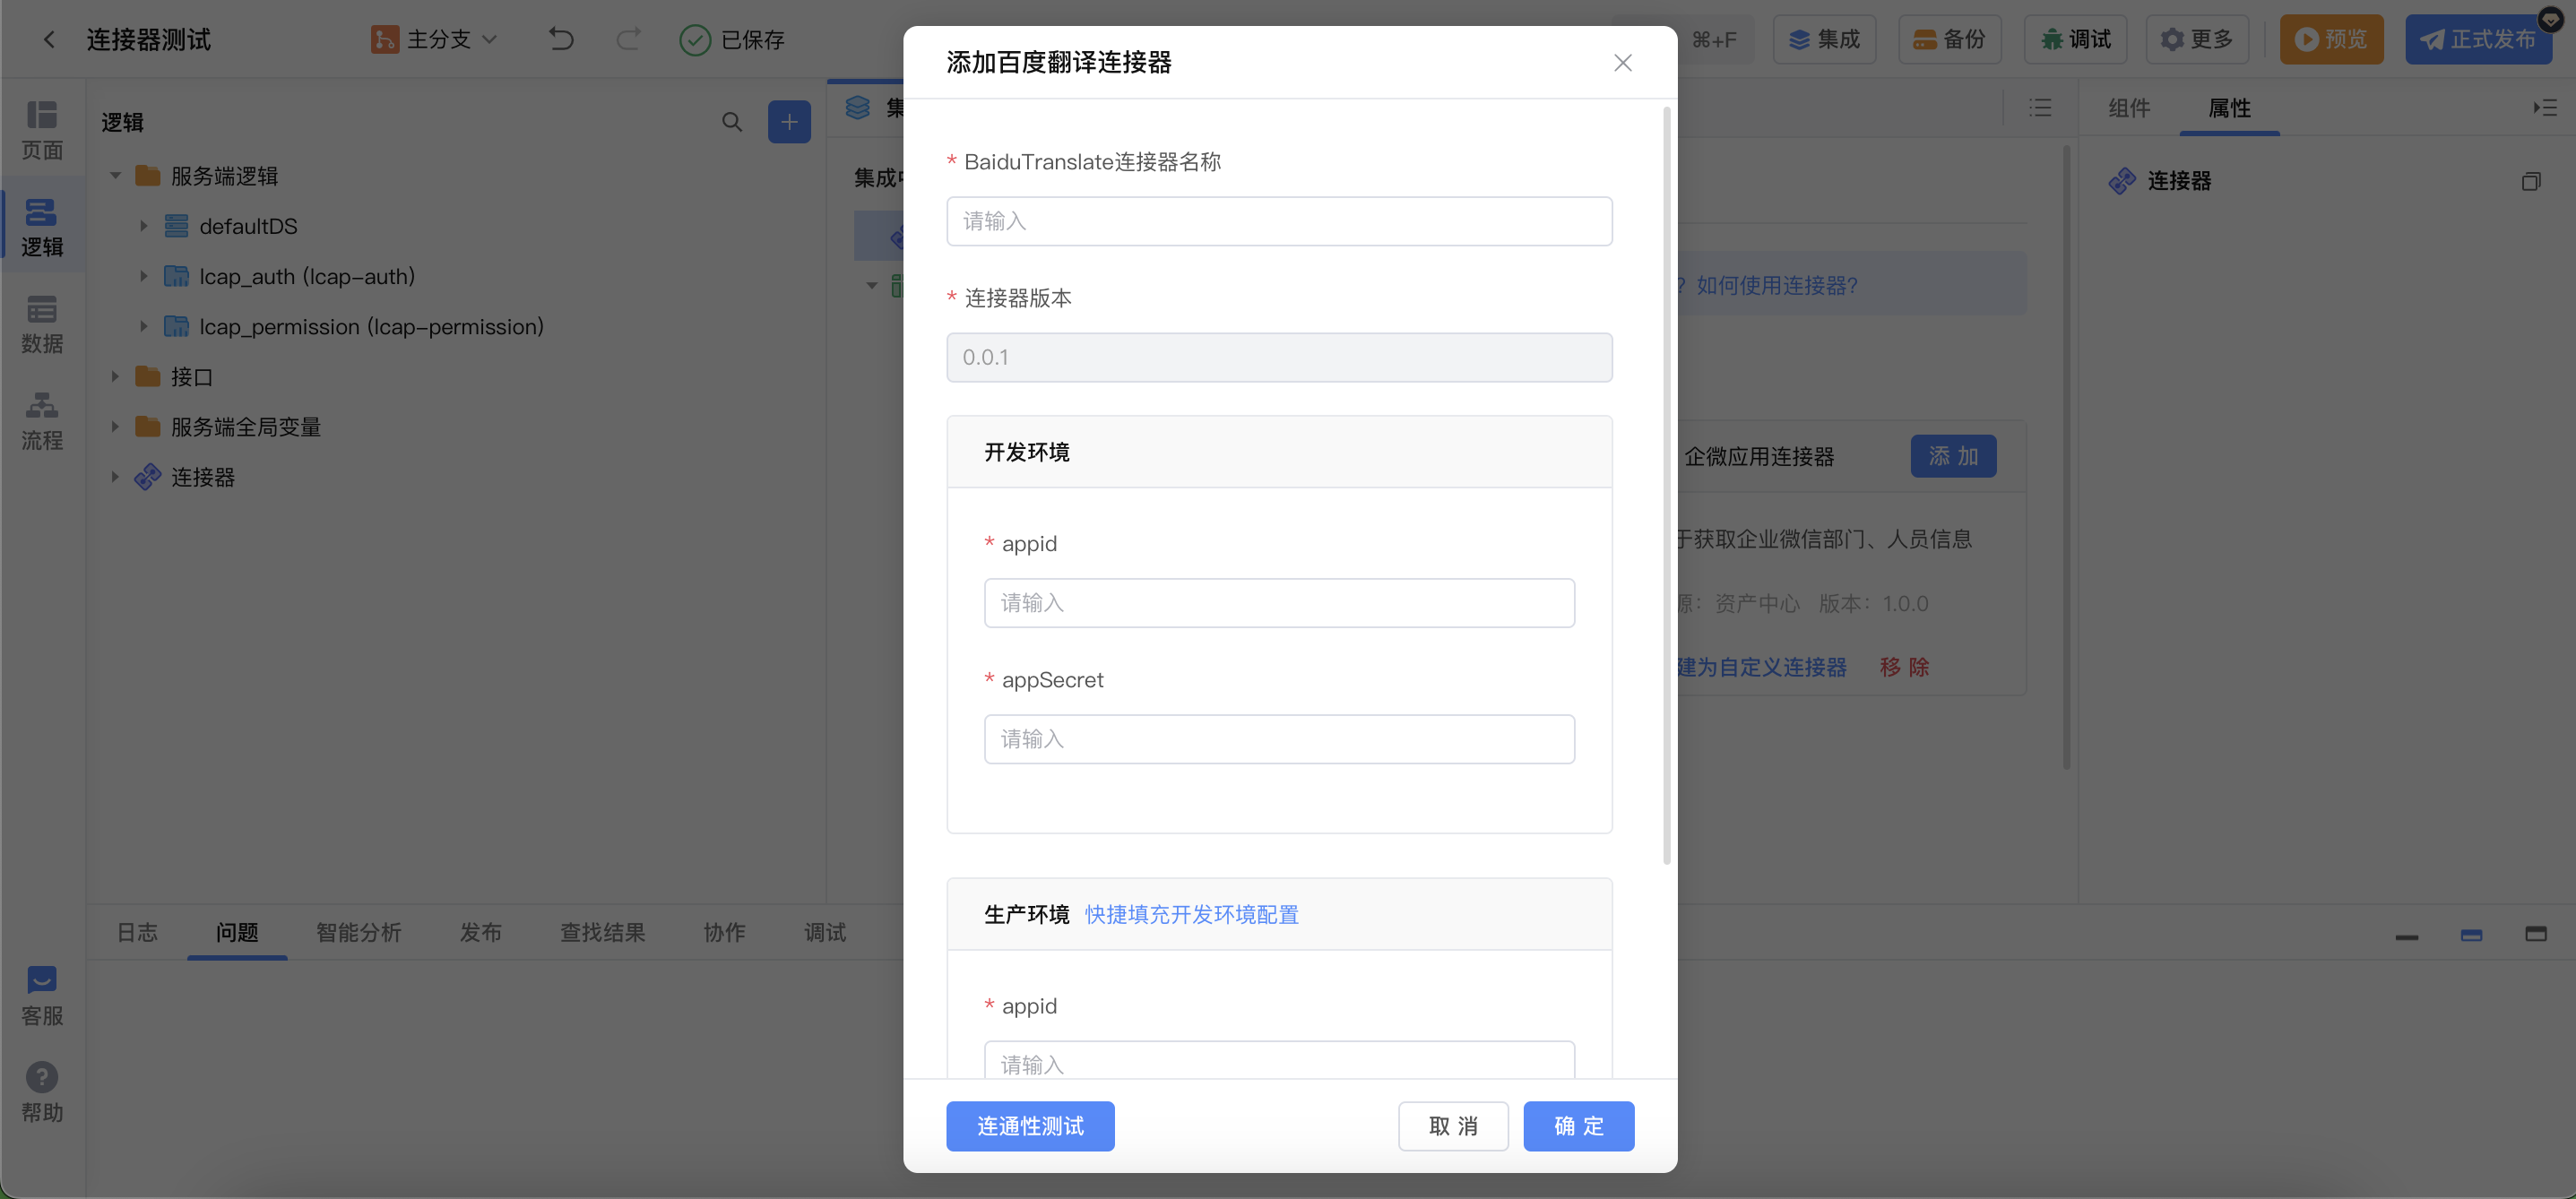 连接器测试
主分支
已保存
⌘+F
集成
备份
调试
更多
预览
正式发布
页面
逻辑
数据
流程
客服
帮助
逻辑
服务端逻辑
defaultDS
lcap_auth (lcap-auth)
lcap_permission (lcap-permission)
接口
服务端全局变量
连接器
集
集成
添加百度翻译连接器
* BaiduTranslate连接器名称
请输入
* 连接器版本
0.0.1
开发环境
* appid
请输入
* appSecret
请输入
生产环境 快捷填充开发环境配置
* appid
请输入
连通性测试
取 消
确 定
? 如何使用连接器?
企微应用连接器
添 加
于获取企业微信部门、人员信息
源: 资产中心 版本: 1.0.0
建为自定义连接器 移 除
组件
属性
连接器
日志
问题
智能分析
发布
查找结果
协作
调试